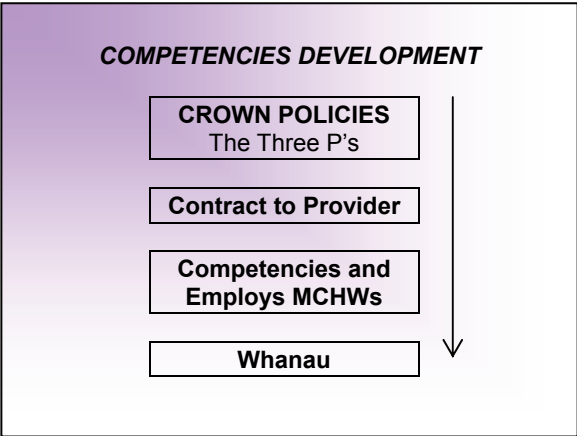 COMPETENCIES DEVELOPMENT
CROWN POLICIES
The Three P's
Contract to Provider
Competencies and
Employs MCHWs
Whanau